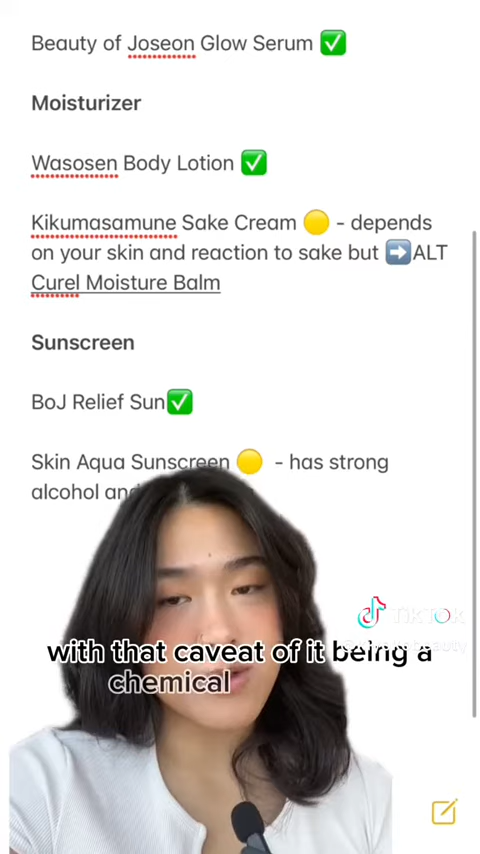 Beauty of Joseon Glow Serum ✅
Moisturizer
Wasosen Body Lotion ✅
Kikumasamune Sake Cream 🟡 - depends
on your skin and reaction to sake but ➡️ALT
Curel Moisture Balm
Sunscreen
BoJ Relief Sun✅
Skin Aqua Sunscreen 🟡 - has strong
alcohol and
TikTok
with that caveat of it being a
chemical